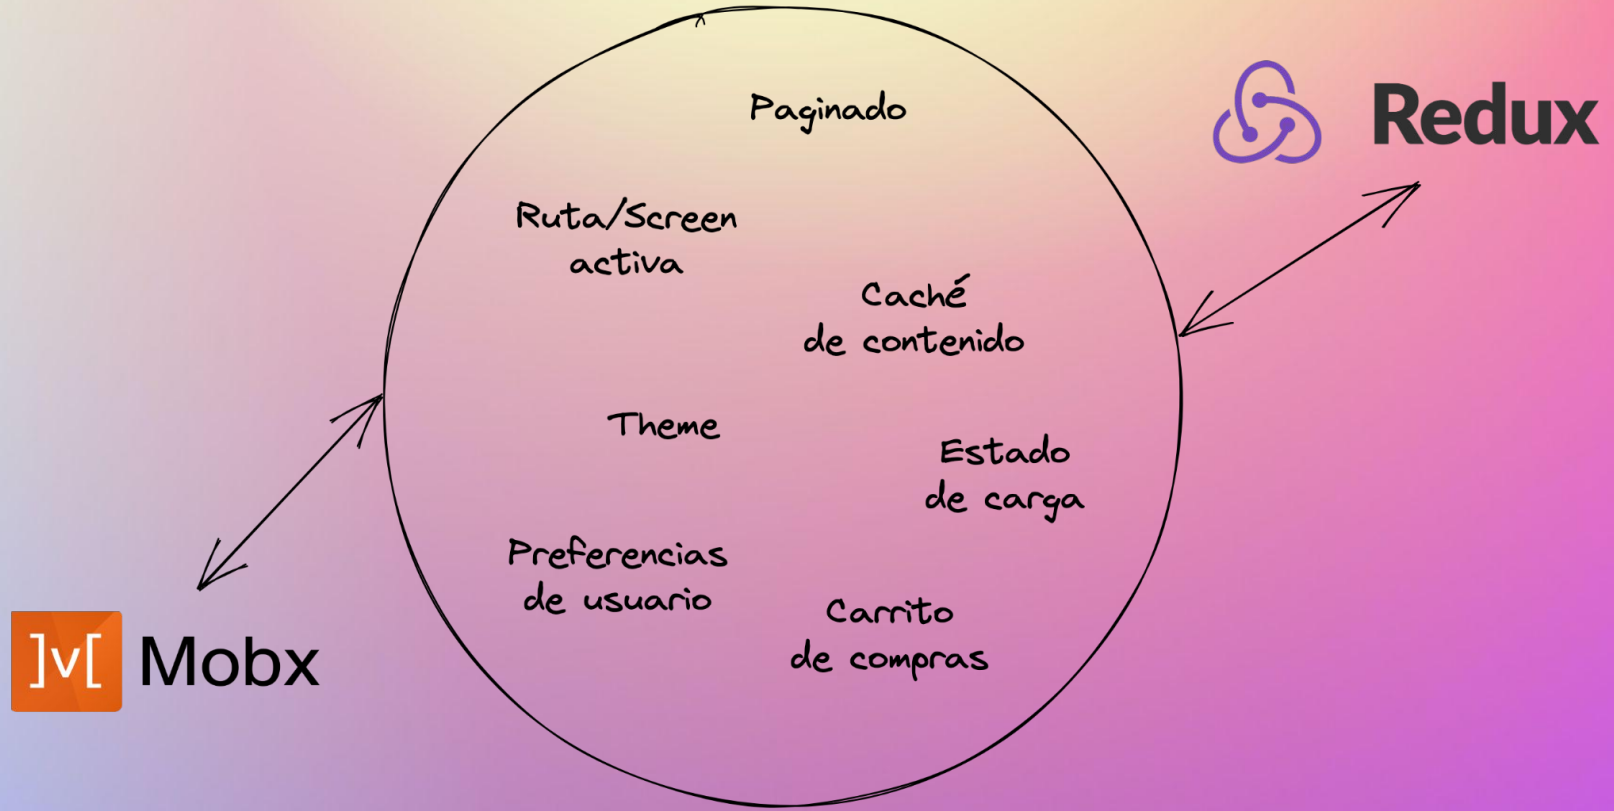 Paginado
Redux
Ruta/Screen
activa
Caché
de contenido
Theme
Estado
de carga
Preferencias
de usuario
Carrito
de compras
]v[ Mobx